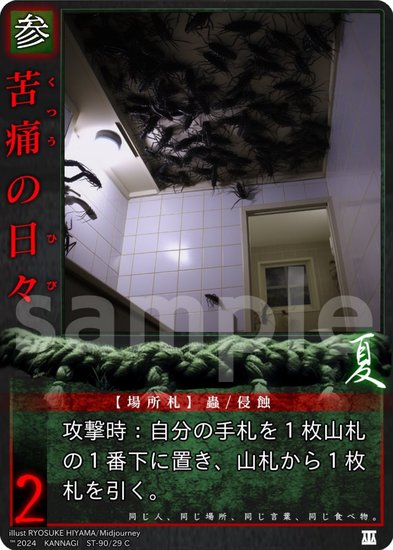 参
苦痛の日々
くつう
ひび
sample
夏
【場所札】蟲/侵蝕
攻撃時：自分の手札を１枚山札
の１番下に置き、山札から１枚
札を引く。
2
同じ人、同じ場所、同じ言葉、同じ食べ物。
illust RYOSUKE HIYAMA/Midjourney
™2024 KANNAGI ST-90/29 C